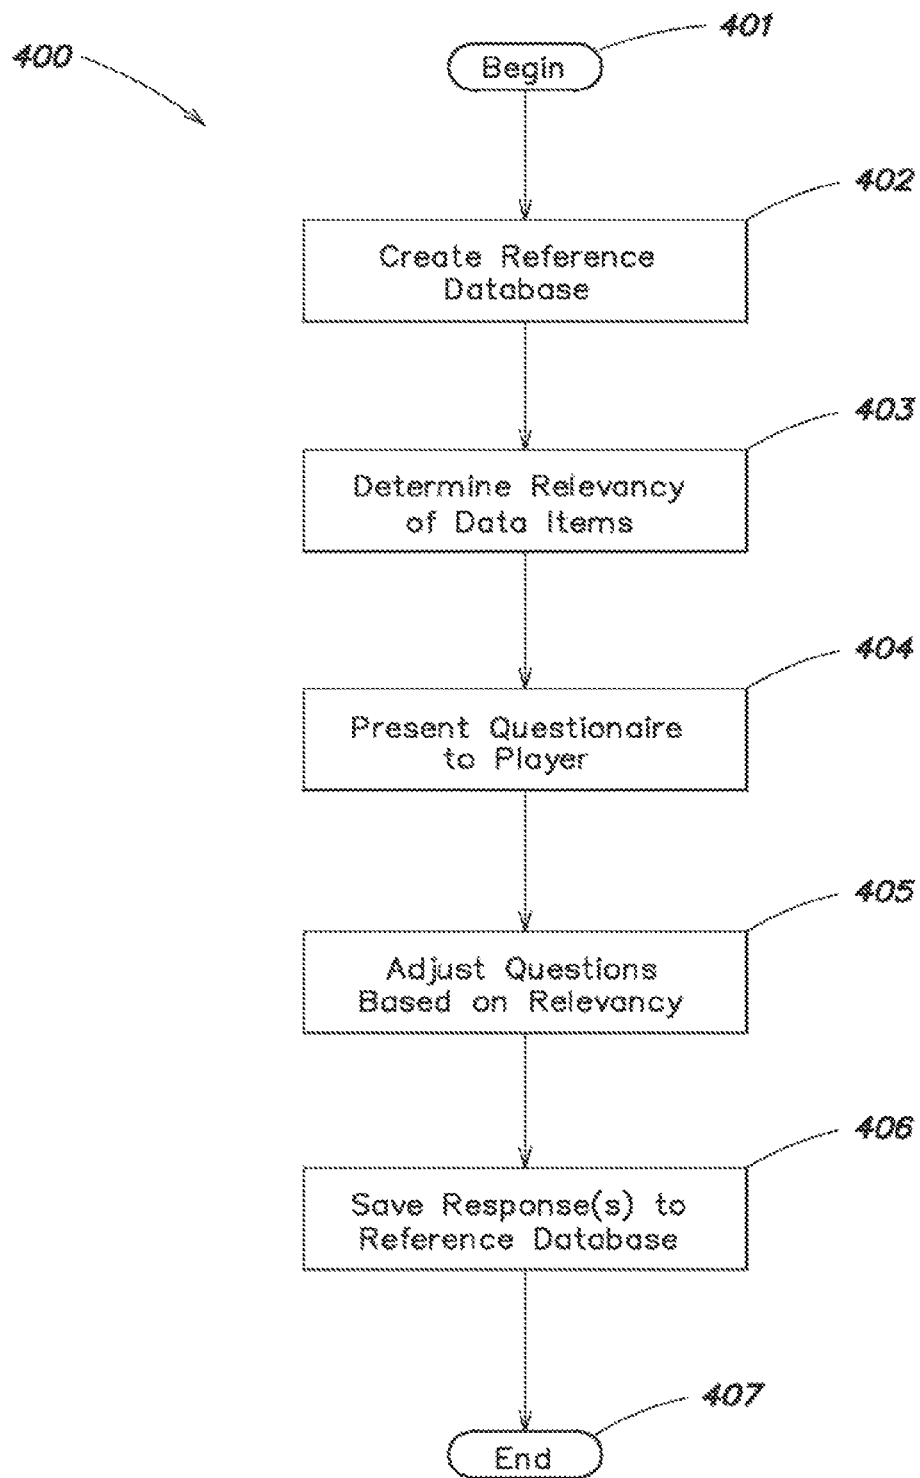 401
400
Begin
402
Create Reference
Database
403
Determine Relevancy
of Data Items
404
Present Questionaire
to Player
405
Adjust Questions
Based on Relevancy
406
Save Response(s) to
Reference Database
407
End